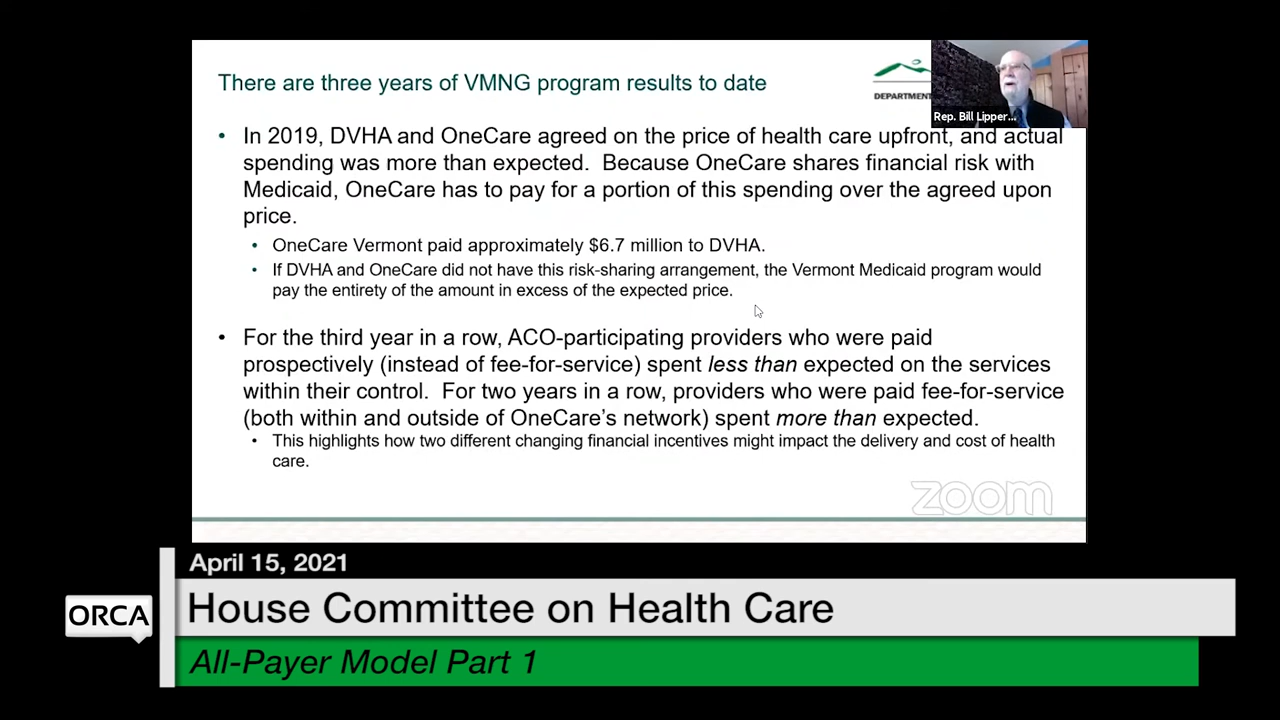 There are three years of VMNG program results to date
DEPARTMENT
Rep. Bill Lipper...
• In 2019, DVHA and OneCare agreed on the price of health care upfront, and actual
spending was more than expected. Because OneCare shares financial risk with
Medicaid, OneCare has to pay for a portion of this spending over the agreed upon
price.
• OneCare Vermont paid approximately $6.7 million to DVHA.
• If DVHA and OneCare did not have this risk-sharing arrangement, the Vermont Medicaid program would
pay the entirety of the amount in excess of the expected price.
• For the third year in a row, ACO-participating providers who were paid
prospectively (instead of fee-for-service) spent less than expected on the services
within their control. For two years in a row, providers who were paid fee-for-service
(both within and outside of OneCare's network) spent more than expected.
• This highlights how two different changing financial incentives might impact the delivery and cost of health
care.
zoom
April 15, 2021
ORCA
House Committee on Health Care
All-Payer Model Part 1